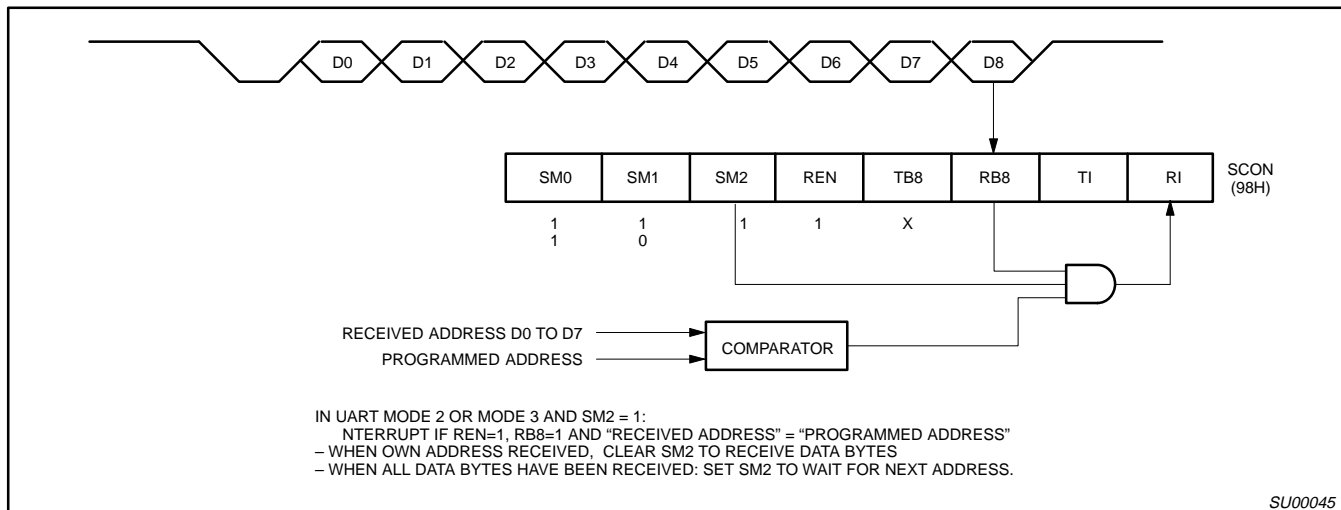 D0 D1 D2 D3 D4 D5 D6 D7 D8
SM0 SM1 SM2 REN TB8 RB8 TI RI
SCON
(98H)
1 1 1 1 X
1 0
RECEIVED ADDRESS D0 TO D7
PROGRAMMED ADDRESS
COMPARATOR
IN UART MODE 2 OR MODE 3 AND SM2 = 1:
NTERRUPT IF REN=1, RB8=1 AND “RECEIVED ADDRESS” = “PROGRAMMED ADDRESS”
– WHEN OWN ADDRESS RECEIVED, CLEAR SM2 TO RECEIVE DATA BYTES
– WHEN ALL DATA BYTES HAVE BEEN RECEIVED: SET SM2 TO WAIT FOR NEXT ADDRESS.
SU00045